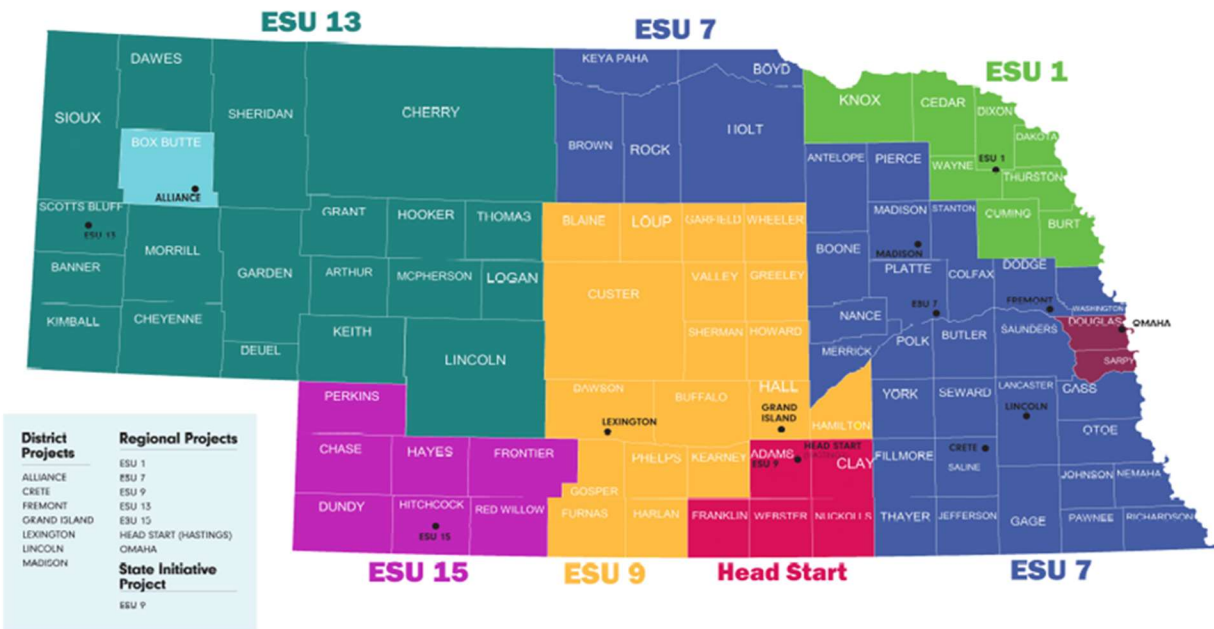 ESU 13
ESU 7
ESU 1
KEYA PAHA
BOYD
DAWES
SIOUX
SHERIDAN
CHERRY
KNOX
CEDAR
DIXON
DAKOTA
BOX BUTTE
ALLIANCE
BROWN
ROCK
HOLT
ANTELOPE
PIERCE
WAYNE
ESU 1
THURSTON
SCOTTS BLUFF
ESU 13
GRANT
HOOKER
THOMAS
BLAINE
LOUP
GARFIELD
WHEELER
MADISON
STANTON
CUMING
BURT
MORRILL
BANNER
GARDEN
ARTHUR
MCPHERSON
LOGAN
CUSTER
VALLEY
GREELEY
BOONE
MADISON
PLATTE
COLFAX
DODGE
KIMBALL
CHEYENNE
DEUEL
KEITH
LINCOLN
SHERMAN
HOWARD
NANCE
ESU 7
FREMONT
WASHINGTON
DOUGLAS
OMAHA
MERRICK
POLK
BUTLER
SAUNDERS
SARPY
PERKINS
DAWSON
BUFFALO
HALL
LEXINGTON
GRAND
ISLAND
HAMILTON
YORK
SEWARD
LANCASTER
LINCOLN
CASS
OTOE
CHASE
HAYES
FRONTIER
GOSPER
PHELPS
KEARNEY
ADAMS
ESU 9
HEAD START
CLAY
FILLMORE
CRETE
SALINE
JOHNSON
NEMAHA
DUNDY
HITCHCOCK
ESU 15
RED WILLOW
FURNAS
HARLAN
FRANKLIN
WEBSTER
NUCKOLLS
THAYER
JEFFERSON
GAGE
PAWNEE
RICHARDSON
ESU 15
ESU 9
Head Start
ESU 7
District
Projects
ALLIANCE
CRETE
FREMONT
GRAND ISLAND
LEXINGTON
LINCOLN
MADISON
Regional Projects
ESU 1
ESU 7
ESU 9
ESU 13
ESU 15
HEAD START (HASTINGS)
OMAHA
State Initiative
Project
ESU 9